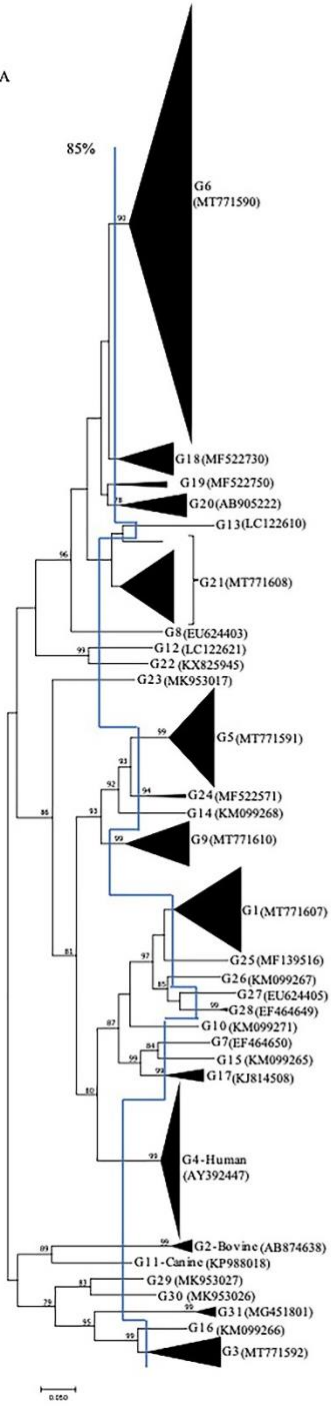 A
85%
90
G6
(MT771590)
G18(MF522730)
G19(MF522750)
78
G20(AB905222)
G13(LC122610)
96
G21(MT771608)
G8(EU624403)
G12(LC122621)
99
G22(KX825945)
G23(MK953017)
99
G5(MT771591)
93
94
G24(MF522571)
92
G14(KM099268)
86
93
99
G9(MT771610)
G1(MT771607)
81
97
G25(MF139516)
85
G26(KM099267)
G27(EU624405)
99
G28(EF464649)
87
G10(KM099271)
84
G7(EF464650)
99
G15(KM099265)
99
G17(KJ814508)
80
99
G4-Human
(AY392447)
99
G2-Bovine(AB874638)
89
G11-Canine(KP988018)
83
G29(MK953027)
79
G30(MK953026)
99
G31(MG451801)
95
G16(KM099266)
99
G3(MT771592)
0.050